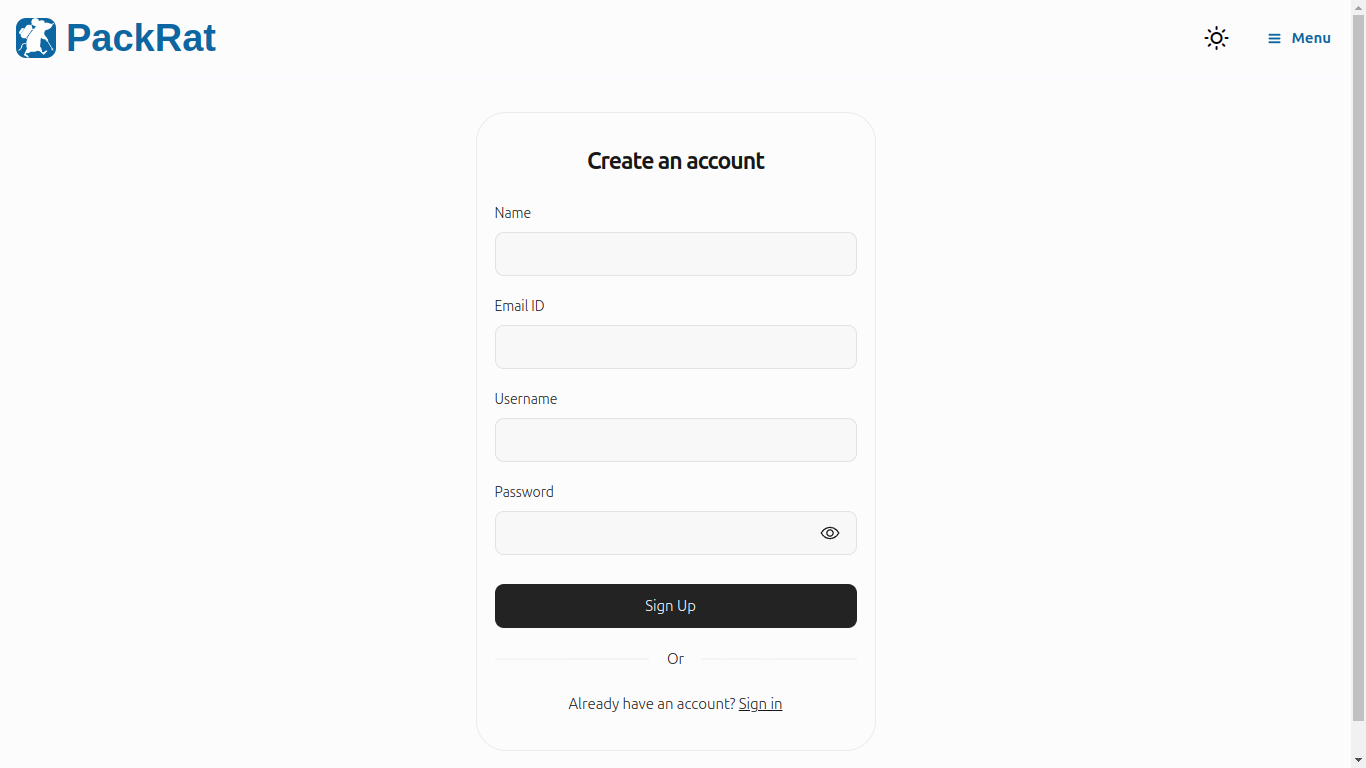 PackRat
Menu
Create an account
Name
Email ID
Username
Password
Sign Up
Or
Already have an account? Sign in